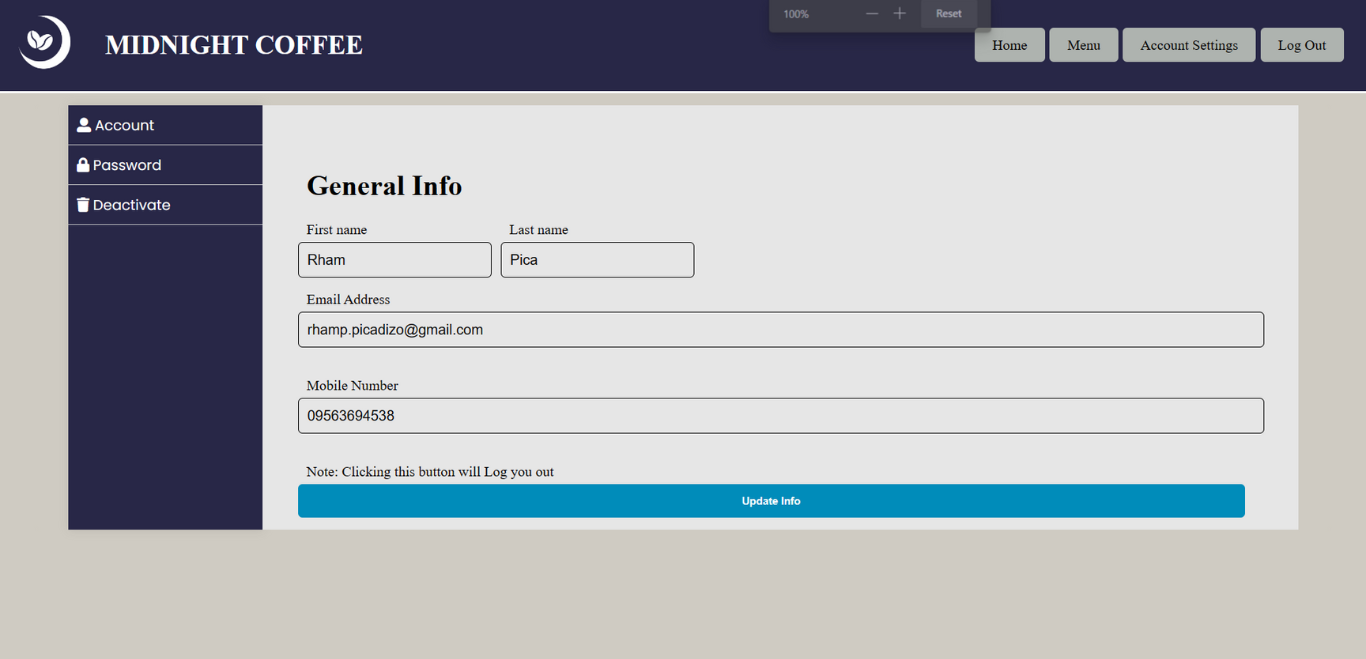 100% — + Reset
MIDNIGHT COFFEE
Home Menu Account Settings Log Out
Account
Password
Deactivate
General Info
First name Last name
Rham Pica
Email Address
rhamp.picadizo@gmail.com
Mobile Number
09563694538
Note: Clicking this button will Log you out
Update Info